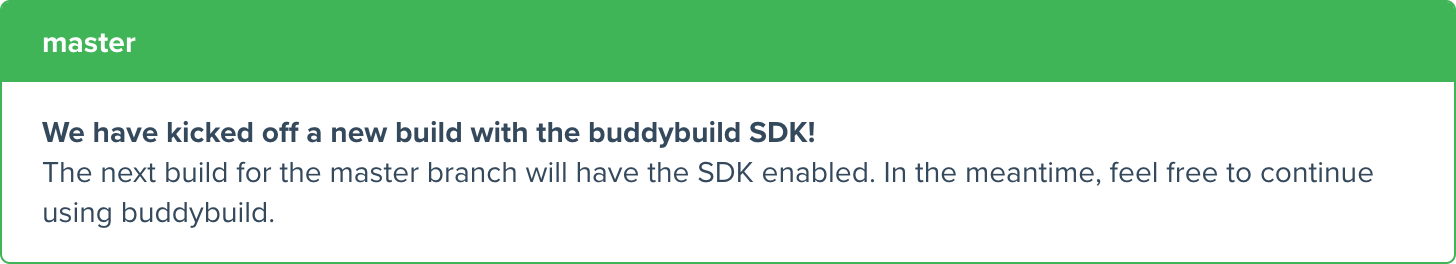 master
We have kicked off a new build with the buddybuild SDK!
The next build for the master branch will have the SDK enabled. In the meantime, feel free to continue
using buddybuild.